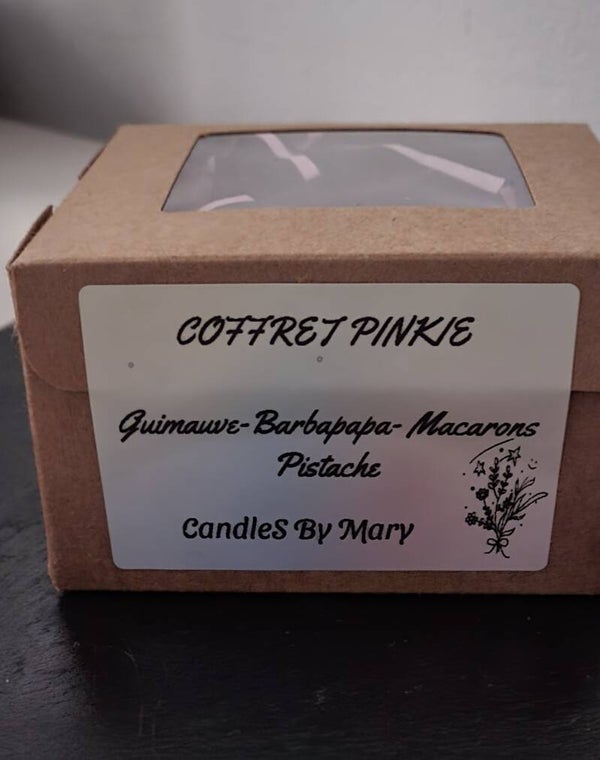 COFFRET PINKIE
Guimauve-Barbapapa- Macarons
Pistache
CandleS By Mary